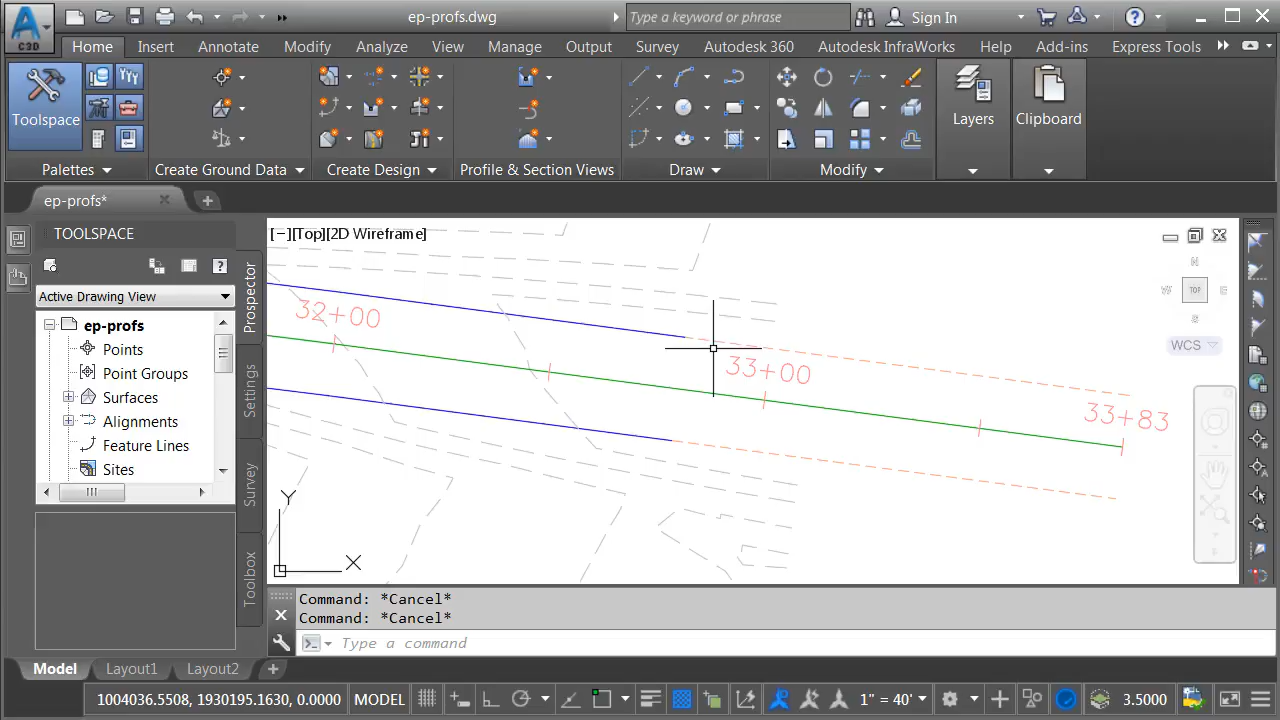 ep-profs.dwg
Type a keyword or phrase
Sign In
?
C3D
Home
Insert
Annotate
Modify
Analyze
View
Manage
Output
Survey
Autodesk 360
Autodesk InfraWorks
Help
Add-ins
Express Tools
Toolspace
Layers
Clipboard
Palettes
Create Ground Data
Create Design
Profile & Section Views
Draw
Modify
ep-profs*
TOOLSPACE
[−][Top][2D Wireframe]
Active Drawing View
ep-profs
Points
Point Groups
Surfaces
Alignments
Feature Lines
Sites
Prospector
Settings
Survey
Toolbox
32+00
33+00
33+83
TOP
WCS
Y
X
Command: *Cancel*
Command: *Cancel*
Type a command
Model
Layout1
Layout2
1004036.5508, 1930195.1630, 0.0000
MODEL
1" = 40'
3.5000